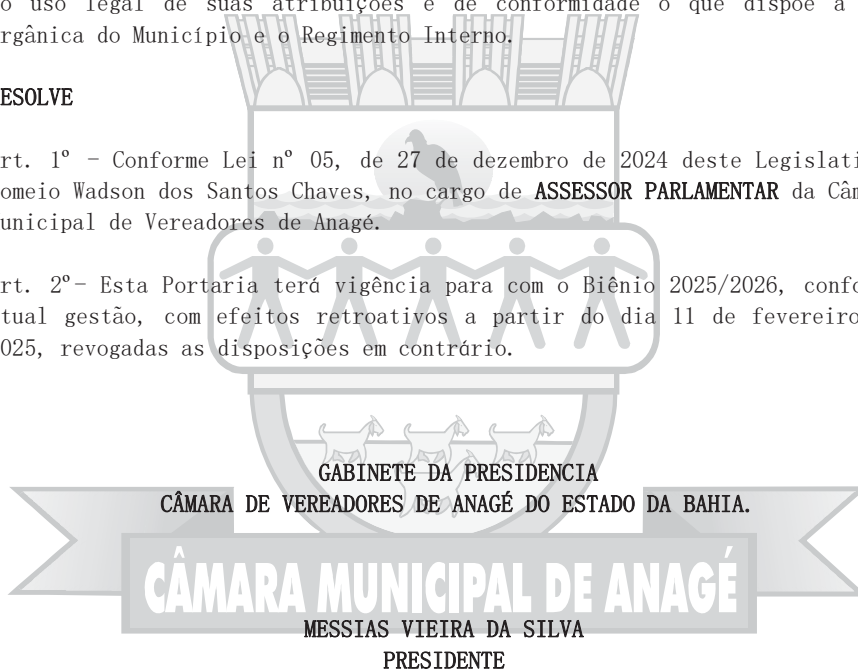 o uso legal de suas atribuições e de conformidade o que dispõe a
rgânica do Município e o Regimento Interno.
ESOLVE
rt. 1º - Conforme Lei nº 05, de 27 de dezembro de 2024 deste Legislati
omeio Wadson dos Santos Chaves, no cargo de ASSESSOR PARLAMENTAR da Câm
unicipal de Vereadores de Anagé.
rt. 2º- Esta Portaria terá vigência para com o Biênio 2025/2026, confo
tual gestão, com efeitos retroativos a partir do dia 11 de fevereiro
025, revogadas as disposições em contrário.
GABINETE DA PRESIDENCIA
CÂMARA DE VEREADORES DE ANAGÉ DO ESTADO DA BAHIA.
CÂMARA MUNICIPAL DE ANAGÉ
MESSIAS VIEIRA DA SILVA
PRESIDENTE